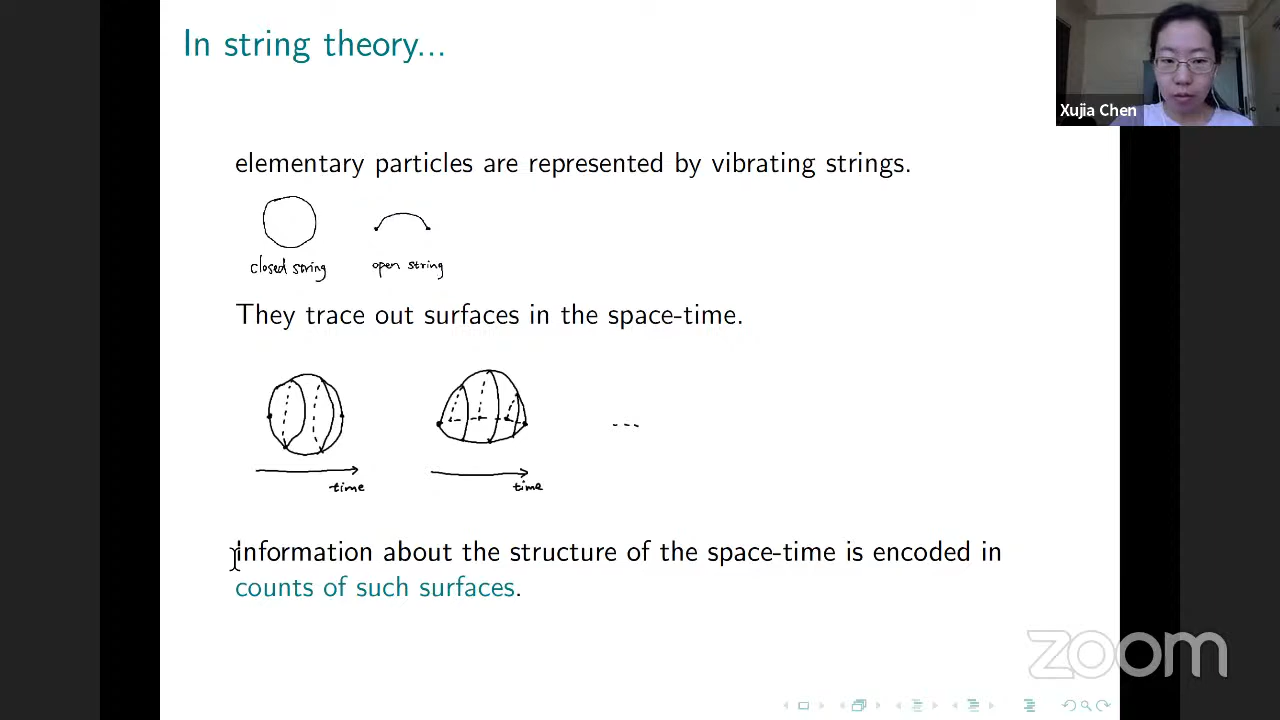 In string theory...
Xujia Chen
elementary particles are represented by vibrating strings.
closed string open string
They trace out surfaces in the space-time.
...
time time
Information about the structure of the space-time is encoded in
counts of such surfaces.
zoom